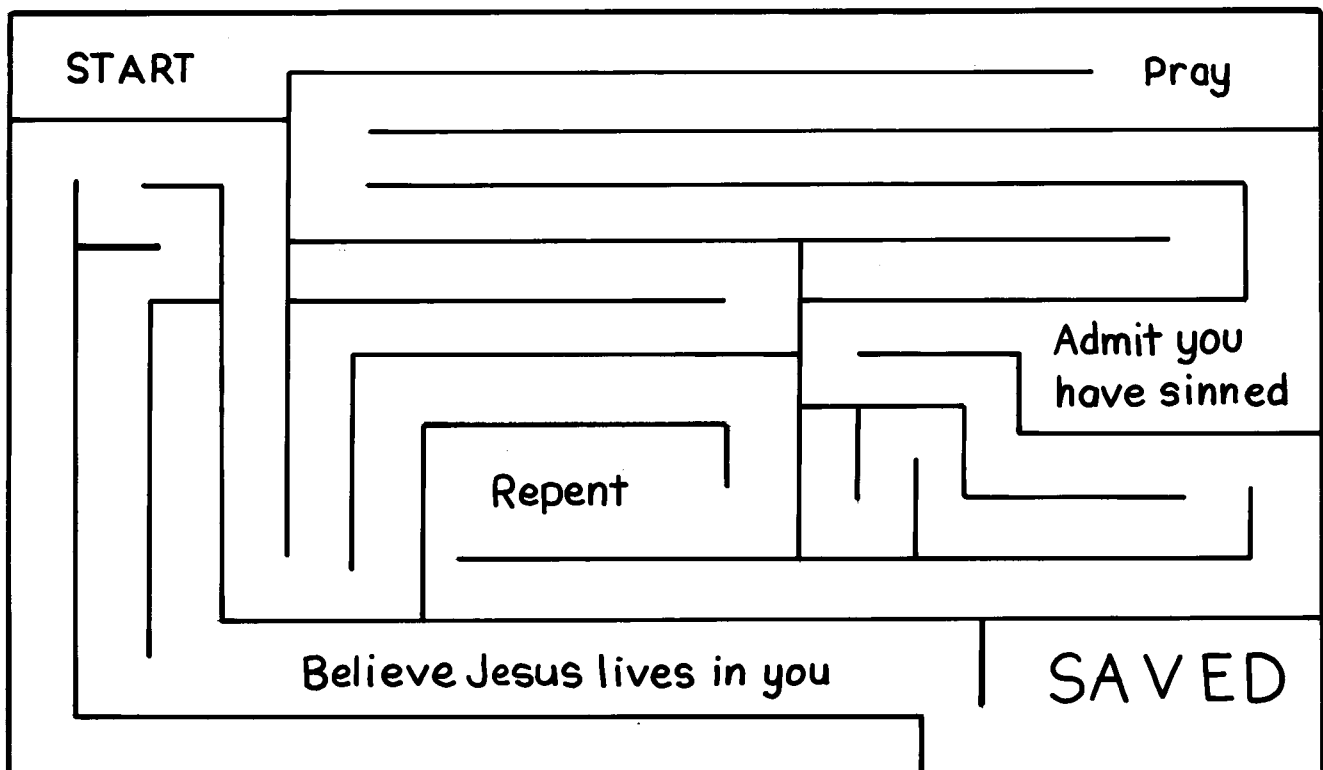 START
Pray
Admit you
have sinned
Repent
Believe Jesus lives in you
SAVED